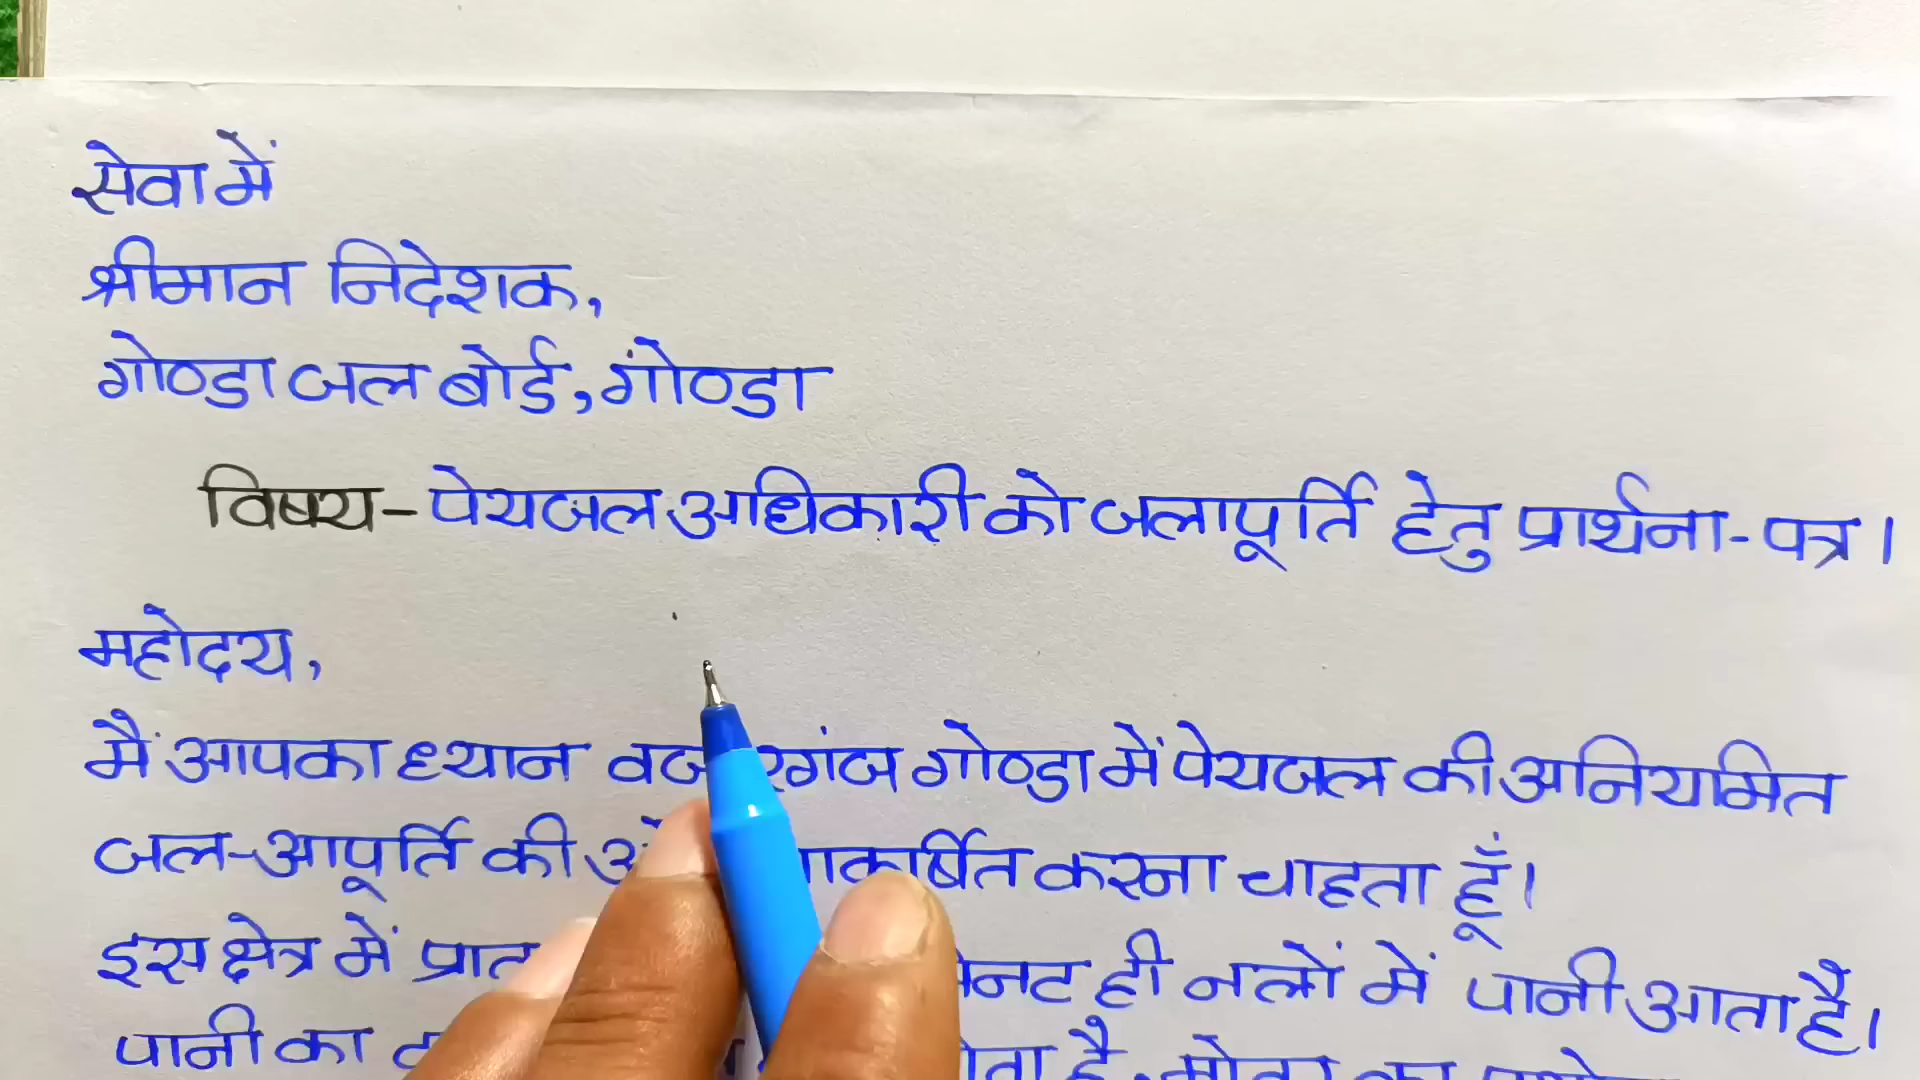 सेवा में
श्रीमान निदेशक,
गोण्डा जल बोर्ड, गोंण्डा
विषय - पेयजल अधिकारी को जलापूर्ति हेतु प्रार्थना-पत्र।
महोदय,
मैं आपका ध्यान गोण्डा में पेयजल की अनियमित
जल-आपूर्ति की आकर्षित करना चाहता हूँ।
इस क्षेत्र में ही नलों में पानी आता है।
पानी का है,